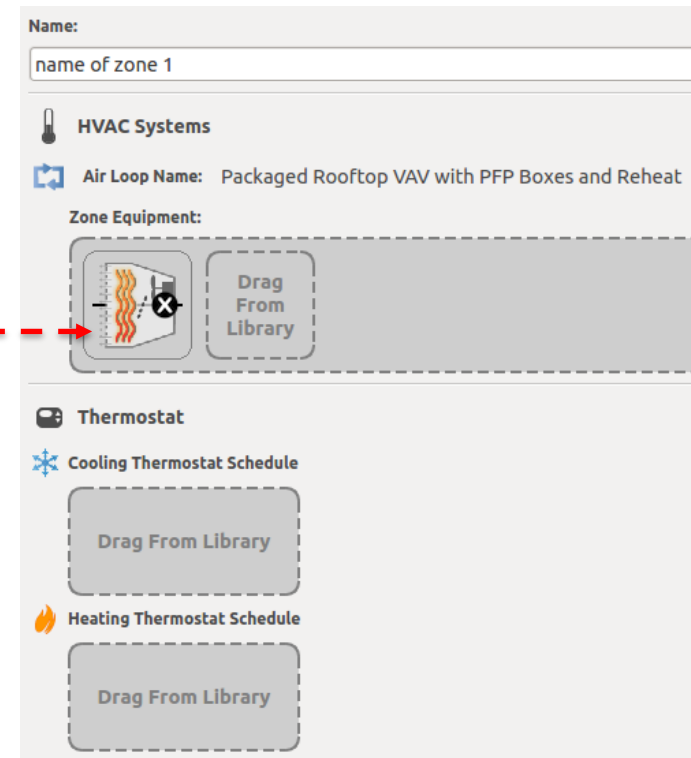 Name:
name of zone 1
HVAC Systems
Air Loop Name: Packaged Rooftop VAV with PFP Boxes and Reheat
Zone Equipment:
Drag
From
Library
Thermostat
Cooling Thermostat Schedule
Drag From Library
Heating Thermostat Schedule
Drag From Library